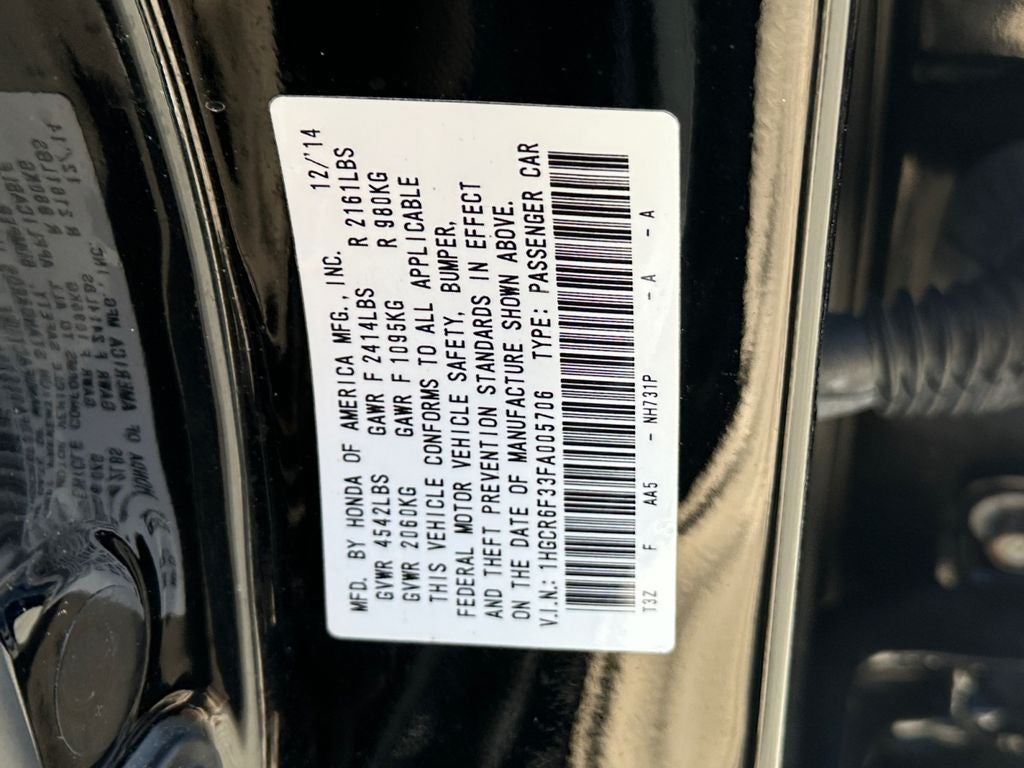 MFD. BY HONDA OF AMERICA MFG., INC. 12/'14
GVWR 4542LBS GAWR F 2414LBS R 2161LBS
GVWR 2060KG GAWR F 1095KG R 980KG
THIS VEHICLE CONFORMS TO ALL APPLICABLE
FEDERAL MOTOR VEHICLE SAFETY, BUMPER,
AND THEFT PREVENTION STANDARDS IN EFFECT
ON THE DATE OF MANUFACTURE SHOWN ABOVE.
V.I.N.: 1HGCR6F33FA005706 TYPE: PASSENGER CAR
T3Z F AA5 - NH731P - A - A